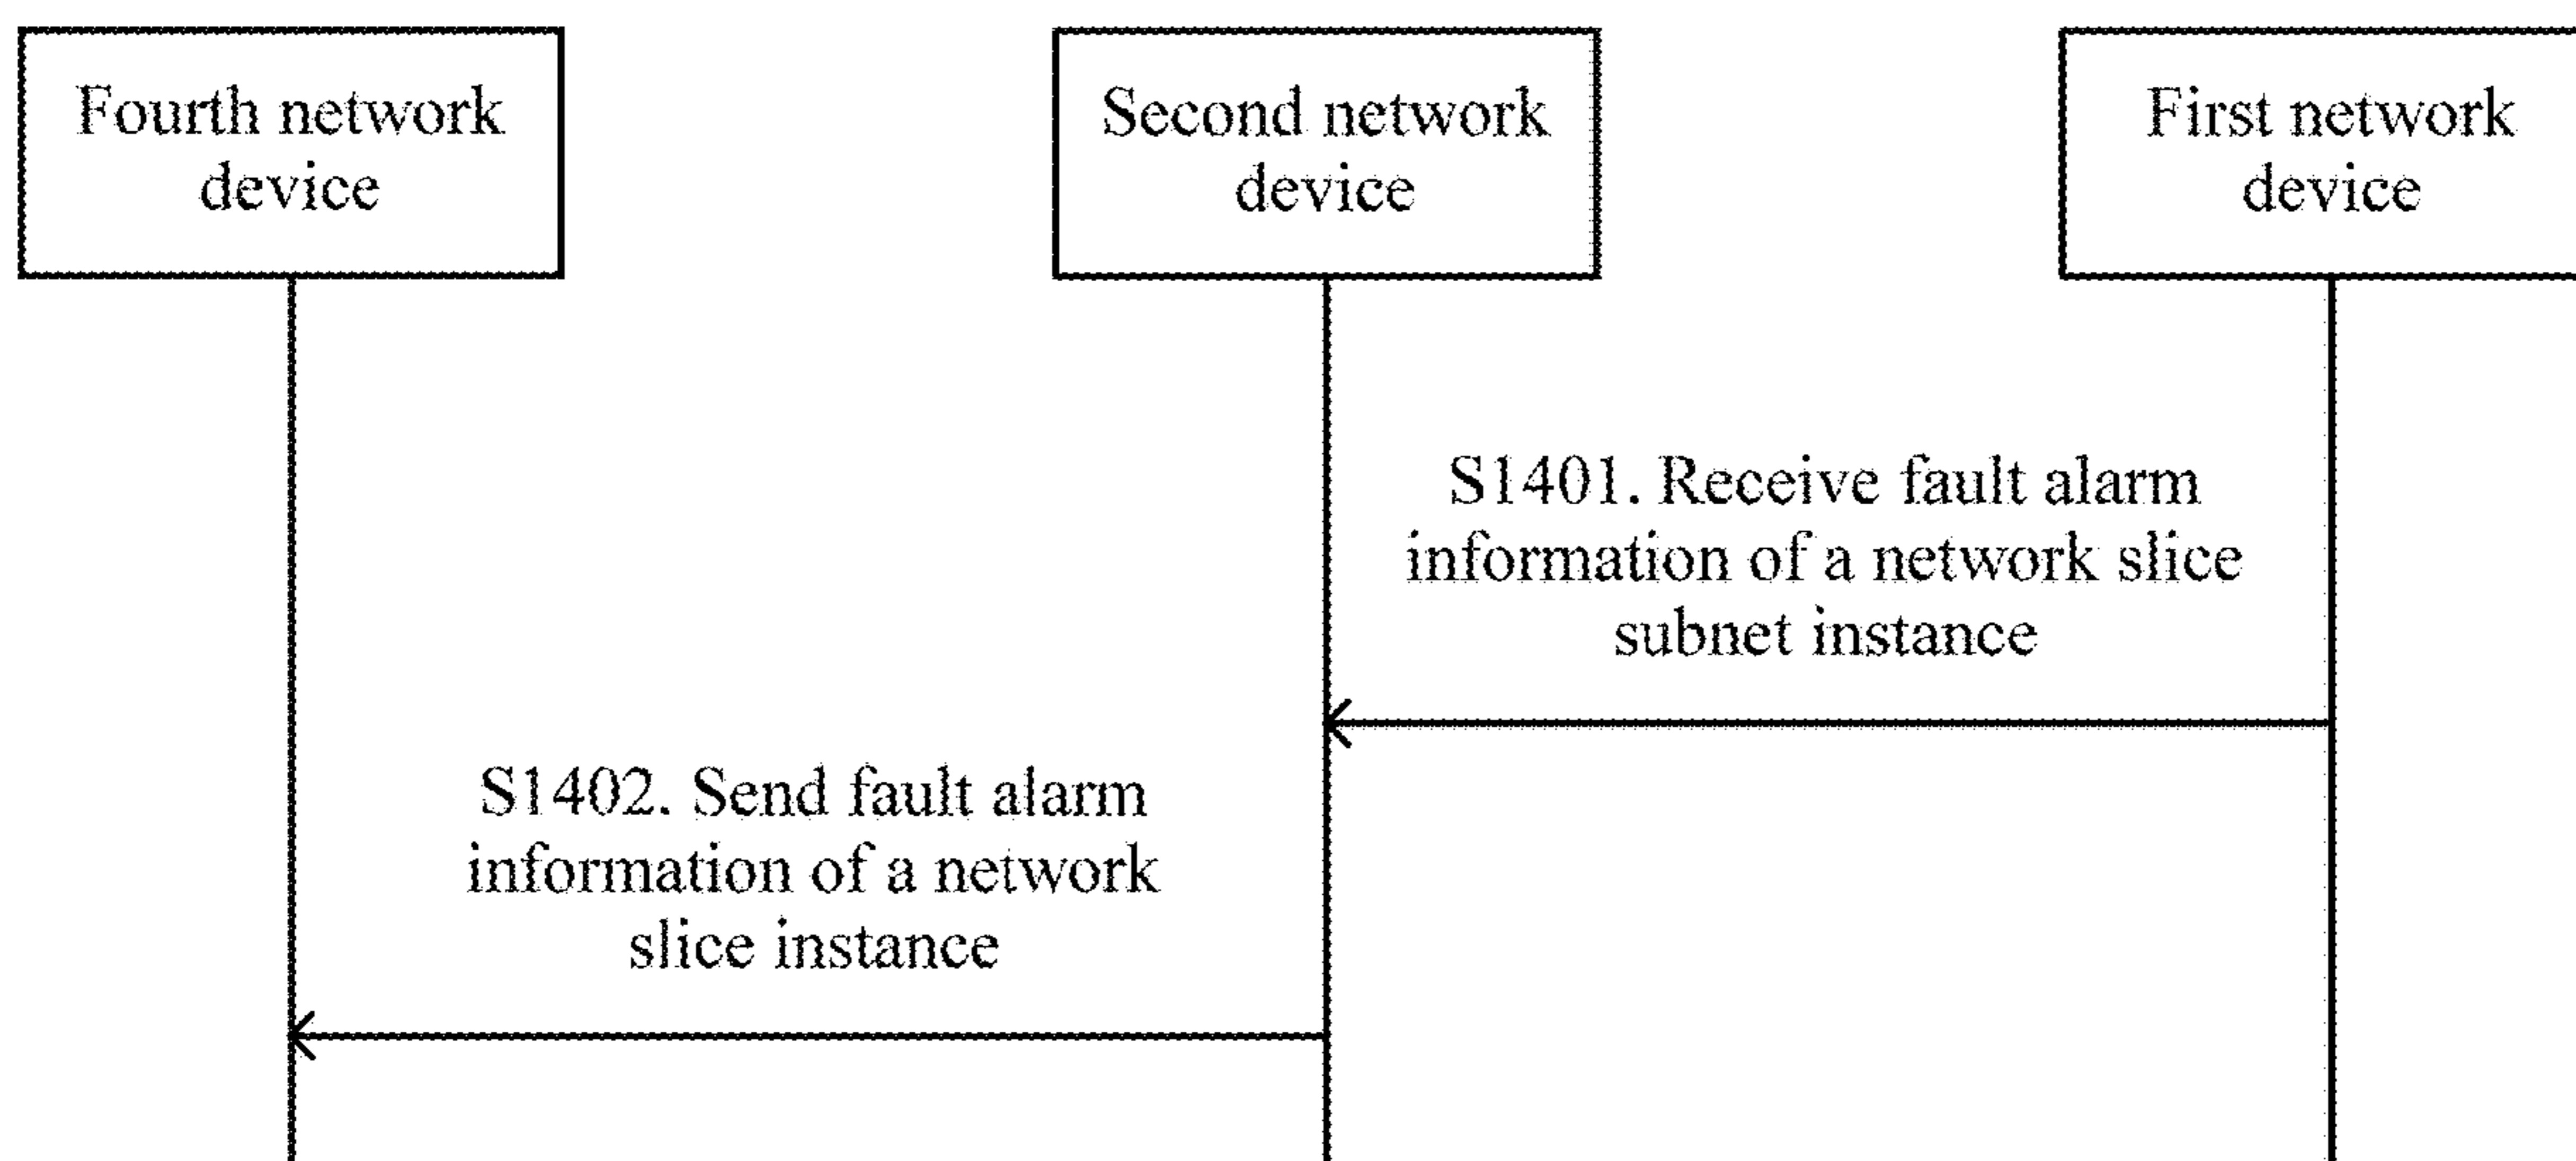 Fourth network
device
Second network
device
First network
device
S1401. Receive fault alarm
information of a network slice
subnet instance
S1402. Send fault alarm
information of a network
slice instance